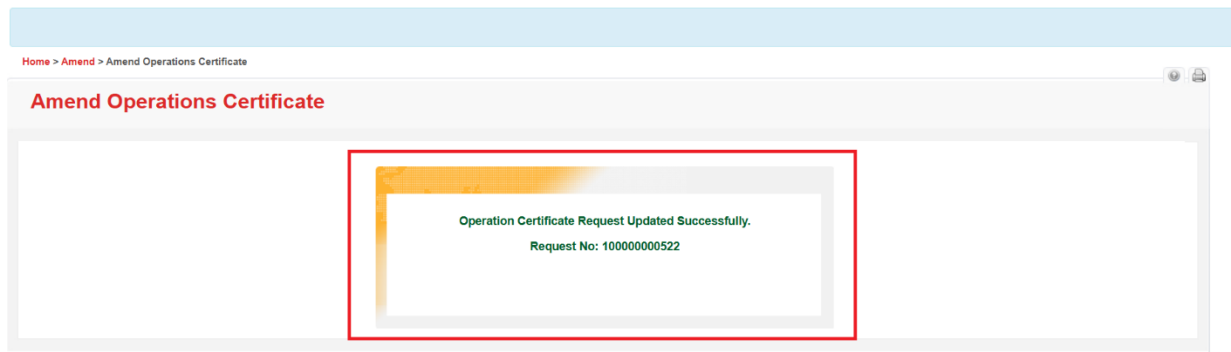 Home > Amend > Amend Operations Certificate
Amend Operations Certificate
Operation Certificate Request Updated Successfully.
Request No: 100000000522